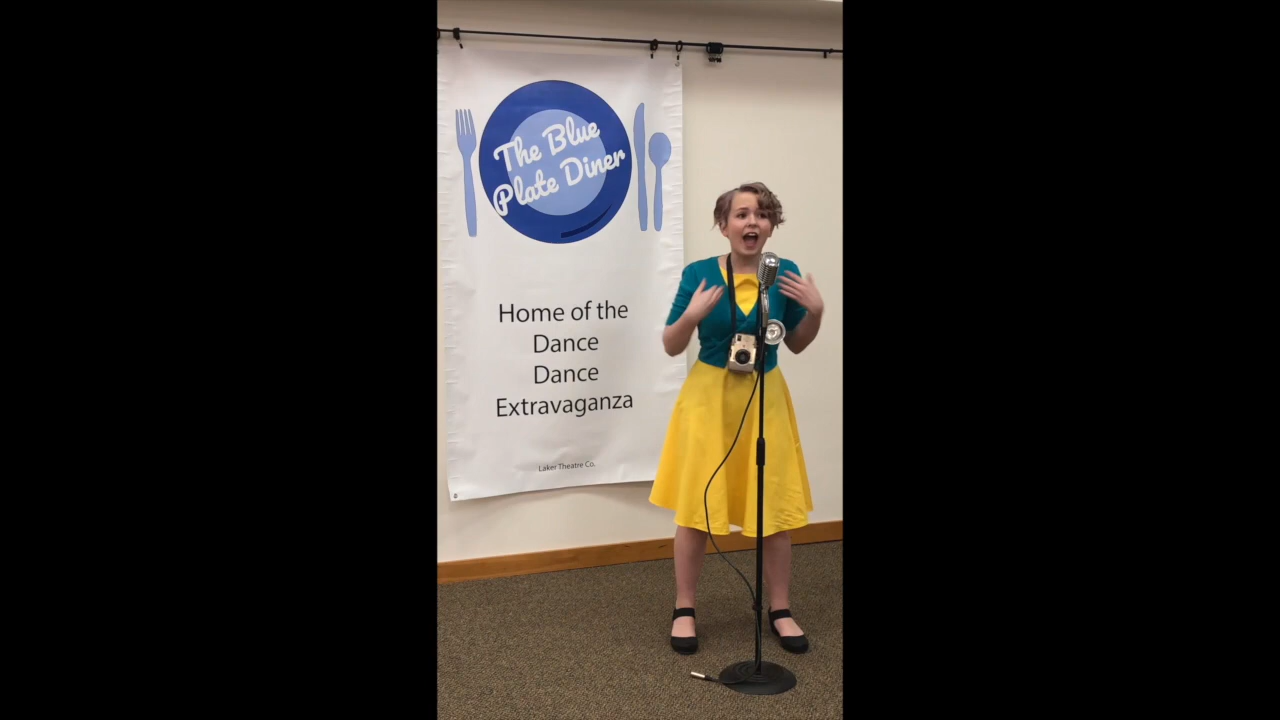 The Blue
Plate Diner
Home of the
Dance
Dance
Extravaganza
Laker Theatre Co.